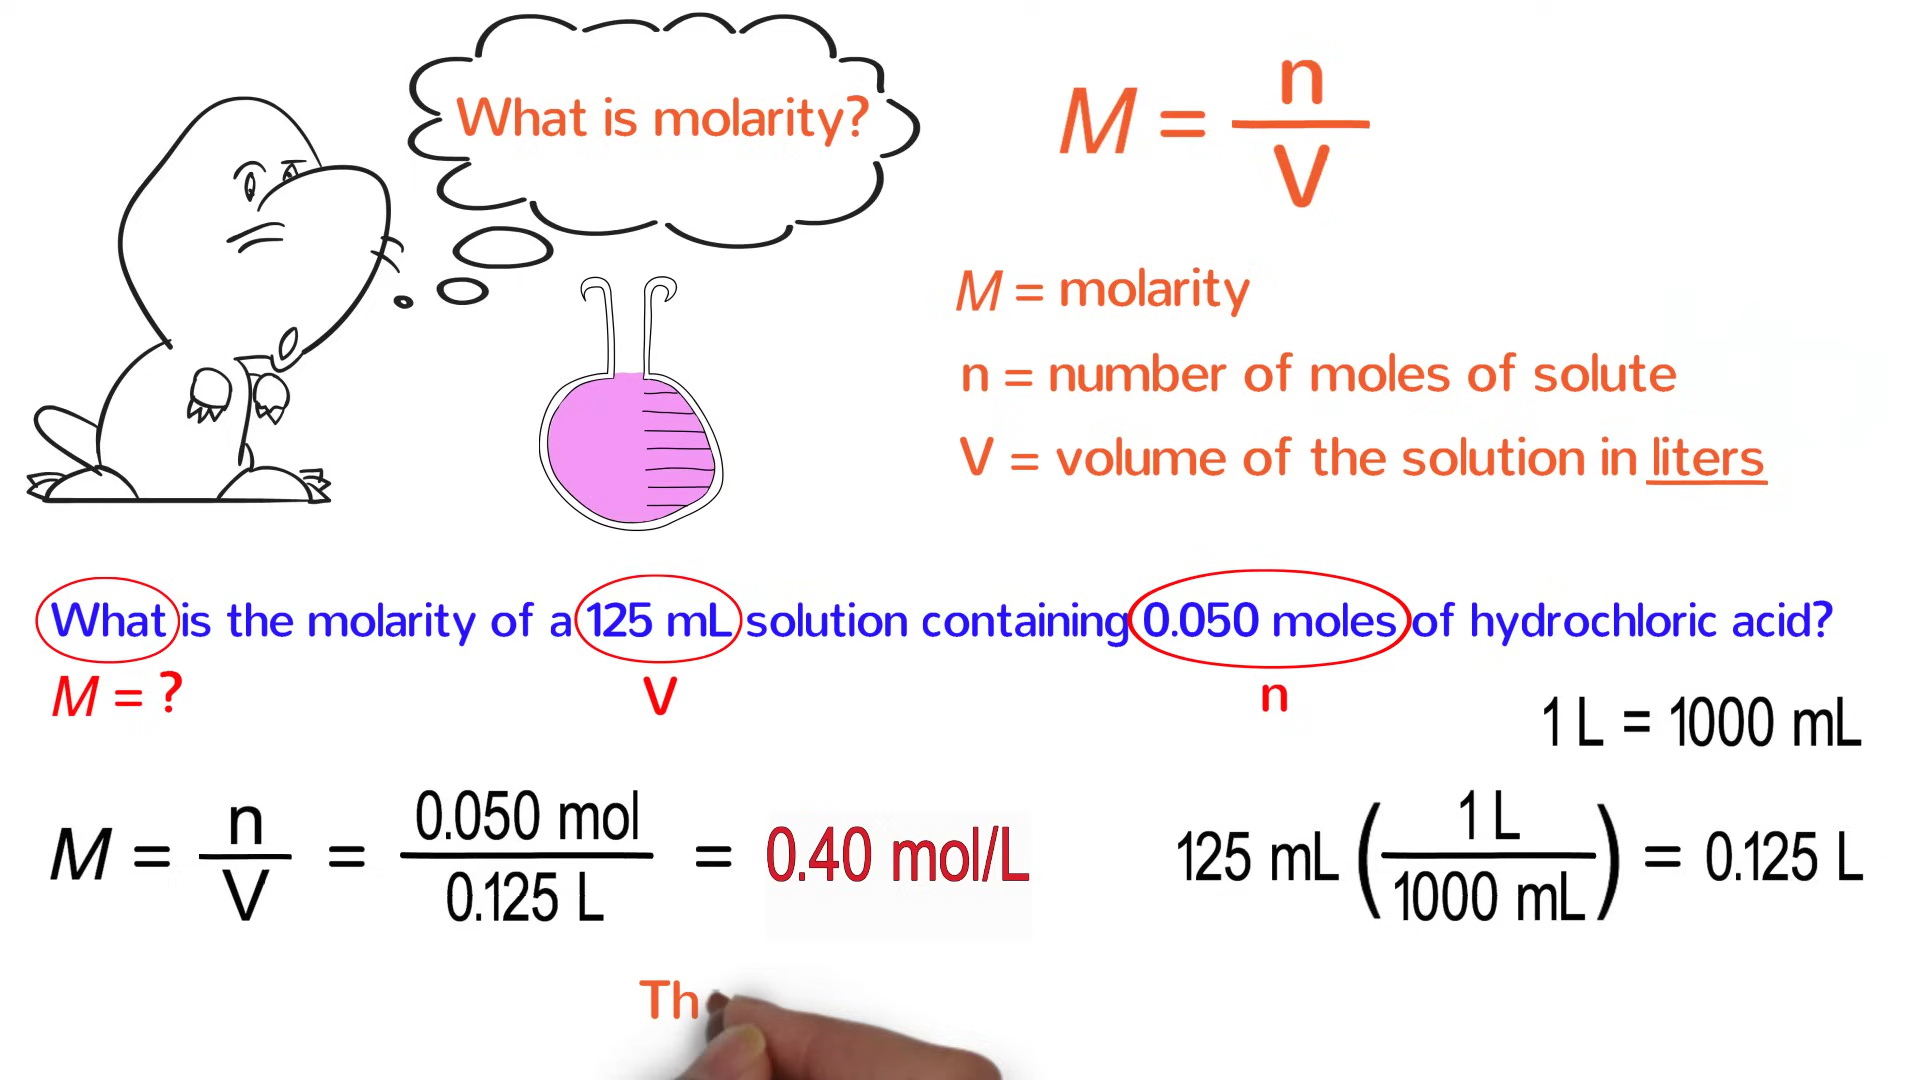 What is molarity?
M = n / V
M = molarity
n = number of moles of solute
V = volume of the solution in liters
What is the molarity of a 125 mL solution containing 0.050 moles of hydrochloric acid?
M = ?
V
n
1 L = 1000 mL
M = n / V = 0.050 mol / 0.125 L = 0.40 mol/L
125 mL (1 L / 1000 mL) = 0.125 L
Th